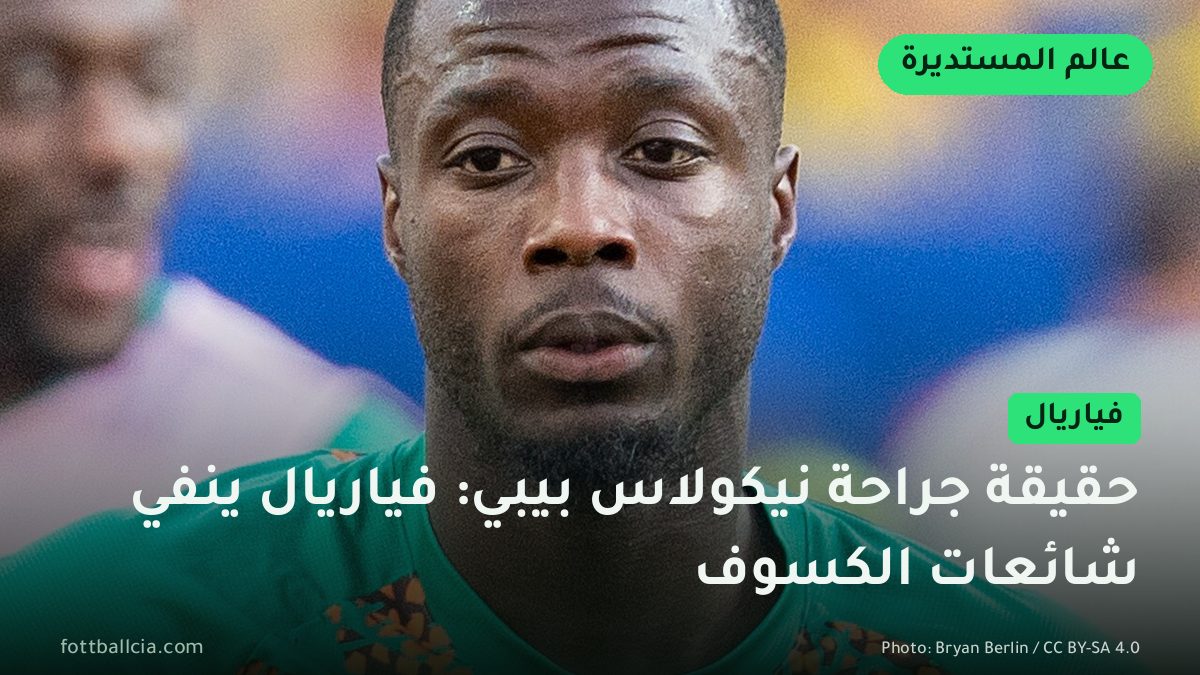 عالم المستديرة
فياريال
حقيقة جراحة نيكولاس بيبي: فياريال ينفي
شائعات الكسوف
fottballcia.com
Photo: Bryan Berlin / CC BY-SA 4.0